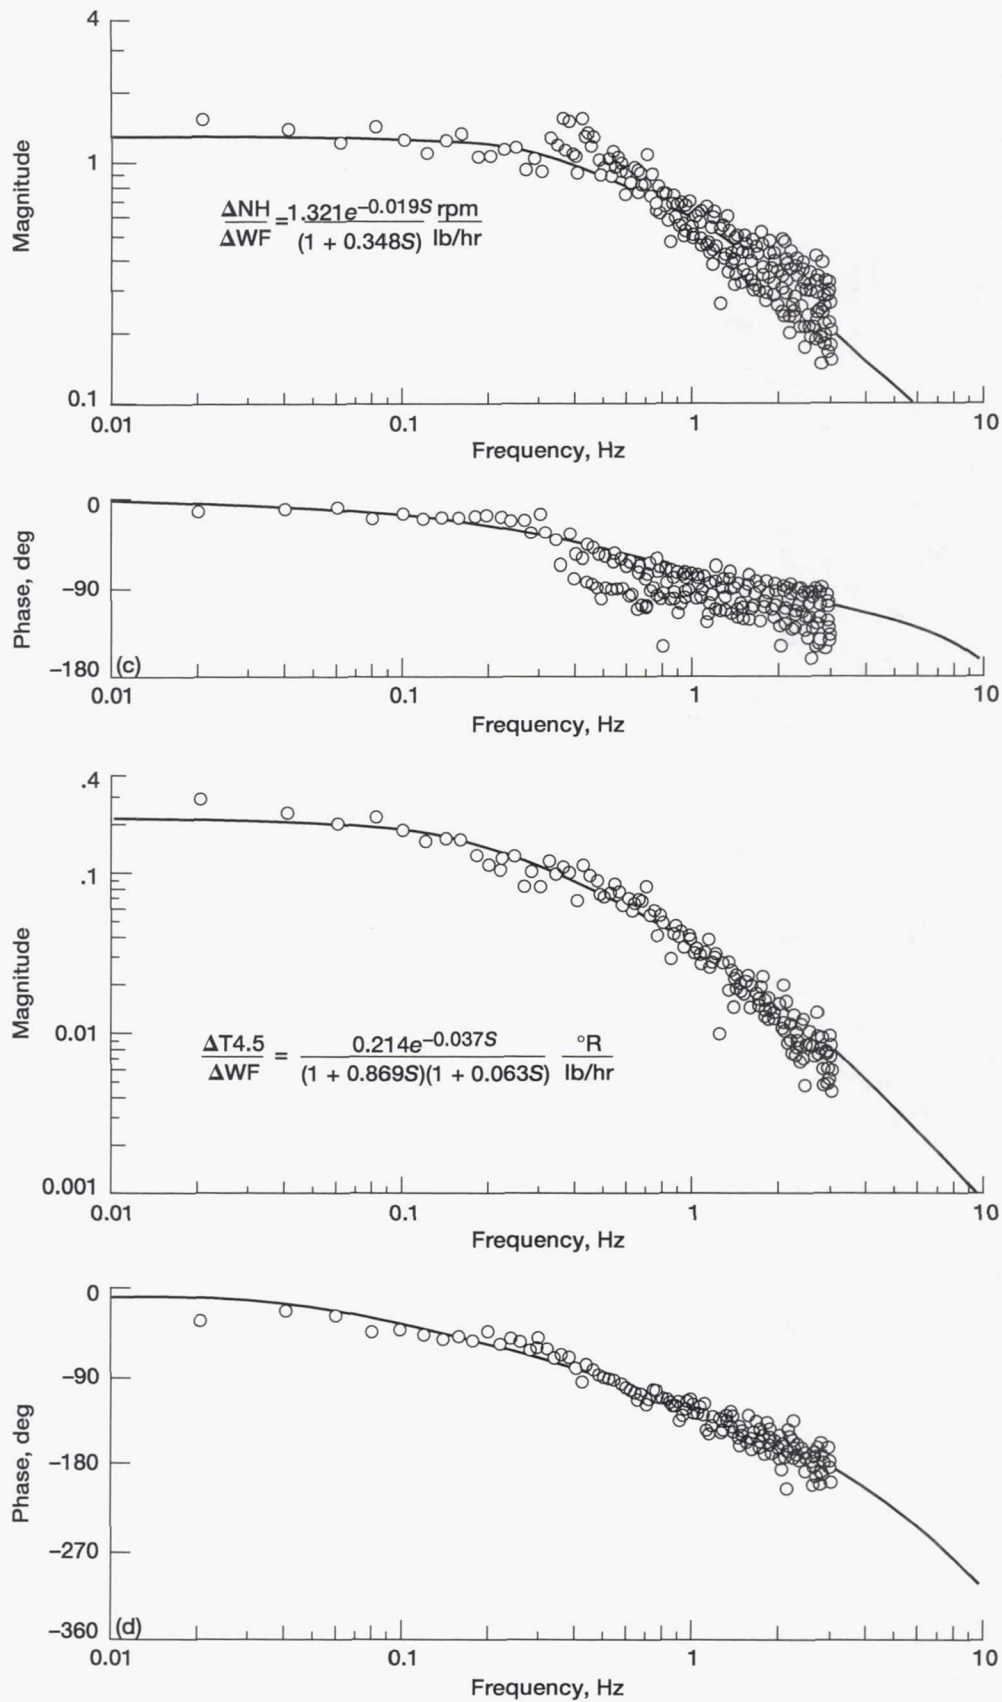 4
1
0.1
Magnitude
ΔNH/ΔWF = 1.321e^–0.019S/(1 + 0.348S) rpm/lb/hr
0.01 0.1 1 10
Frequency, Hz
0
–90
–180
Phase, deg
(c)
0.01 0.1 1 10
Frequency, Hz
.4
.1
0.01
0.001
Magnitude
ΔT4.5/ΔWF = 0.214e^–0.037S/(1 + 0.869S)(1 + 0.063S) °R/lb/hr
0.01 0.1 1 10
Frequency, Hz
0
–90
–180
–270
–360
Phase, deg
(d)
0.01 0.1 1 10
Frequency, Hz